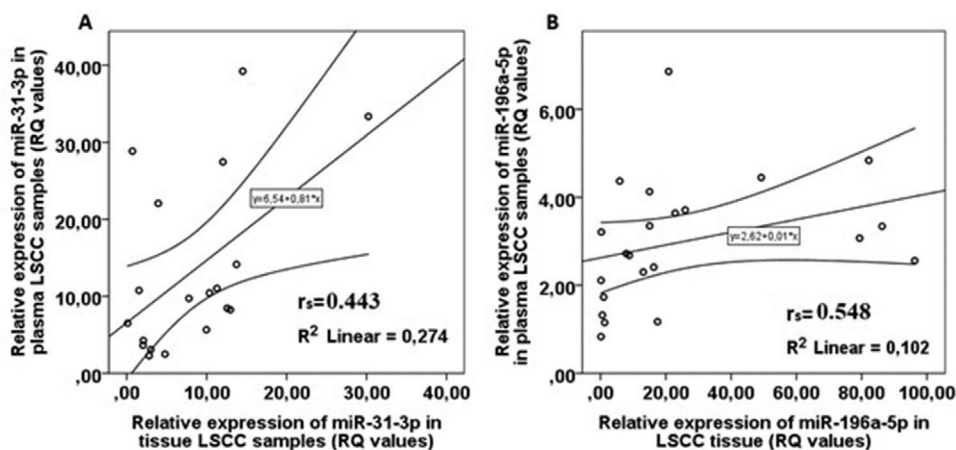 A
Relative expression of miR-31-3p in
plasma LSCC samples (RQ values)
40,00
30,00
20,00
10,00
,00
y=6,54+0,81*x
rs=0.443
R2 Linear = 0,274
,00 10,00 20,00 30,00 40,00
Relative expression of miR-31-3p in
tissue LSCC samples (RQ values)
B
Relative expression of miR-196a-5p
in plasma LSCC samples (RQ values)
6,00
4,00
2,00
,00
y=2,62+0,01*x
rs=0.548
R2 Linear = 0,102
,00 20,00 40,00 60,00 80,00 100,00
Relative expression of miR-196a-5p in
LSCC tissue (RQ values)